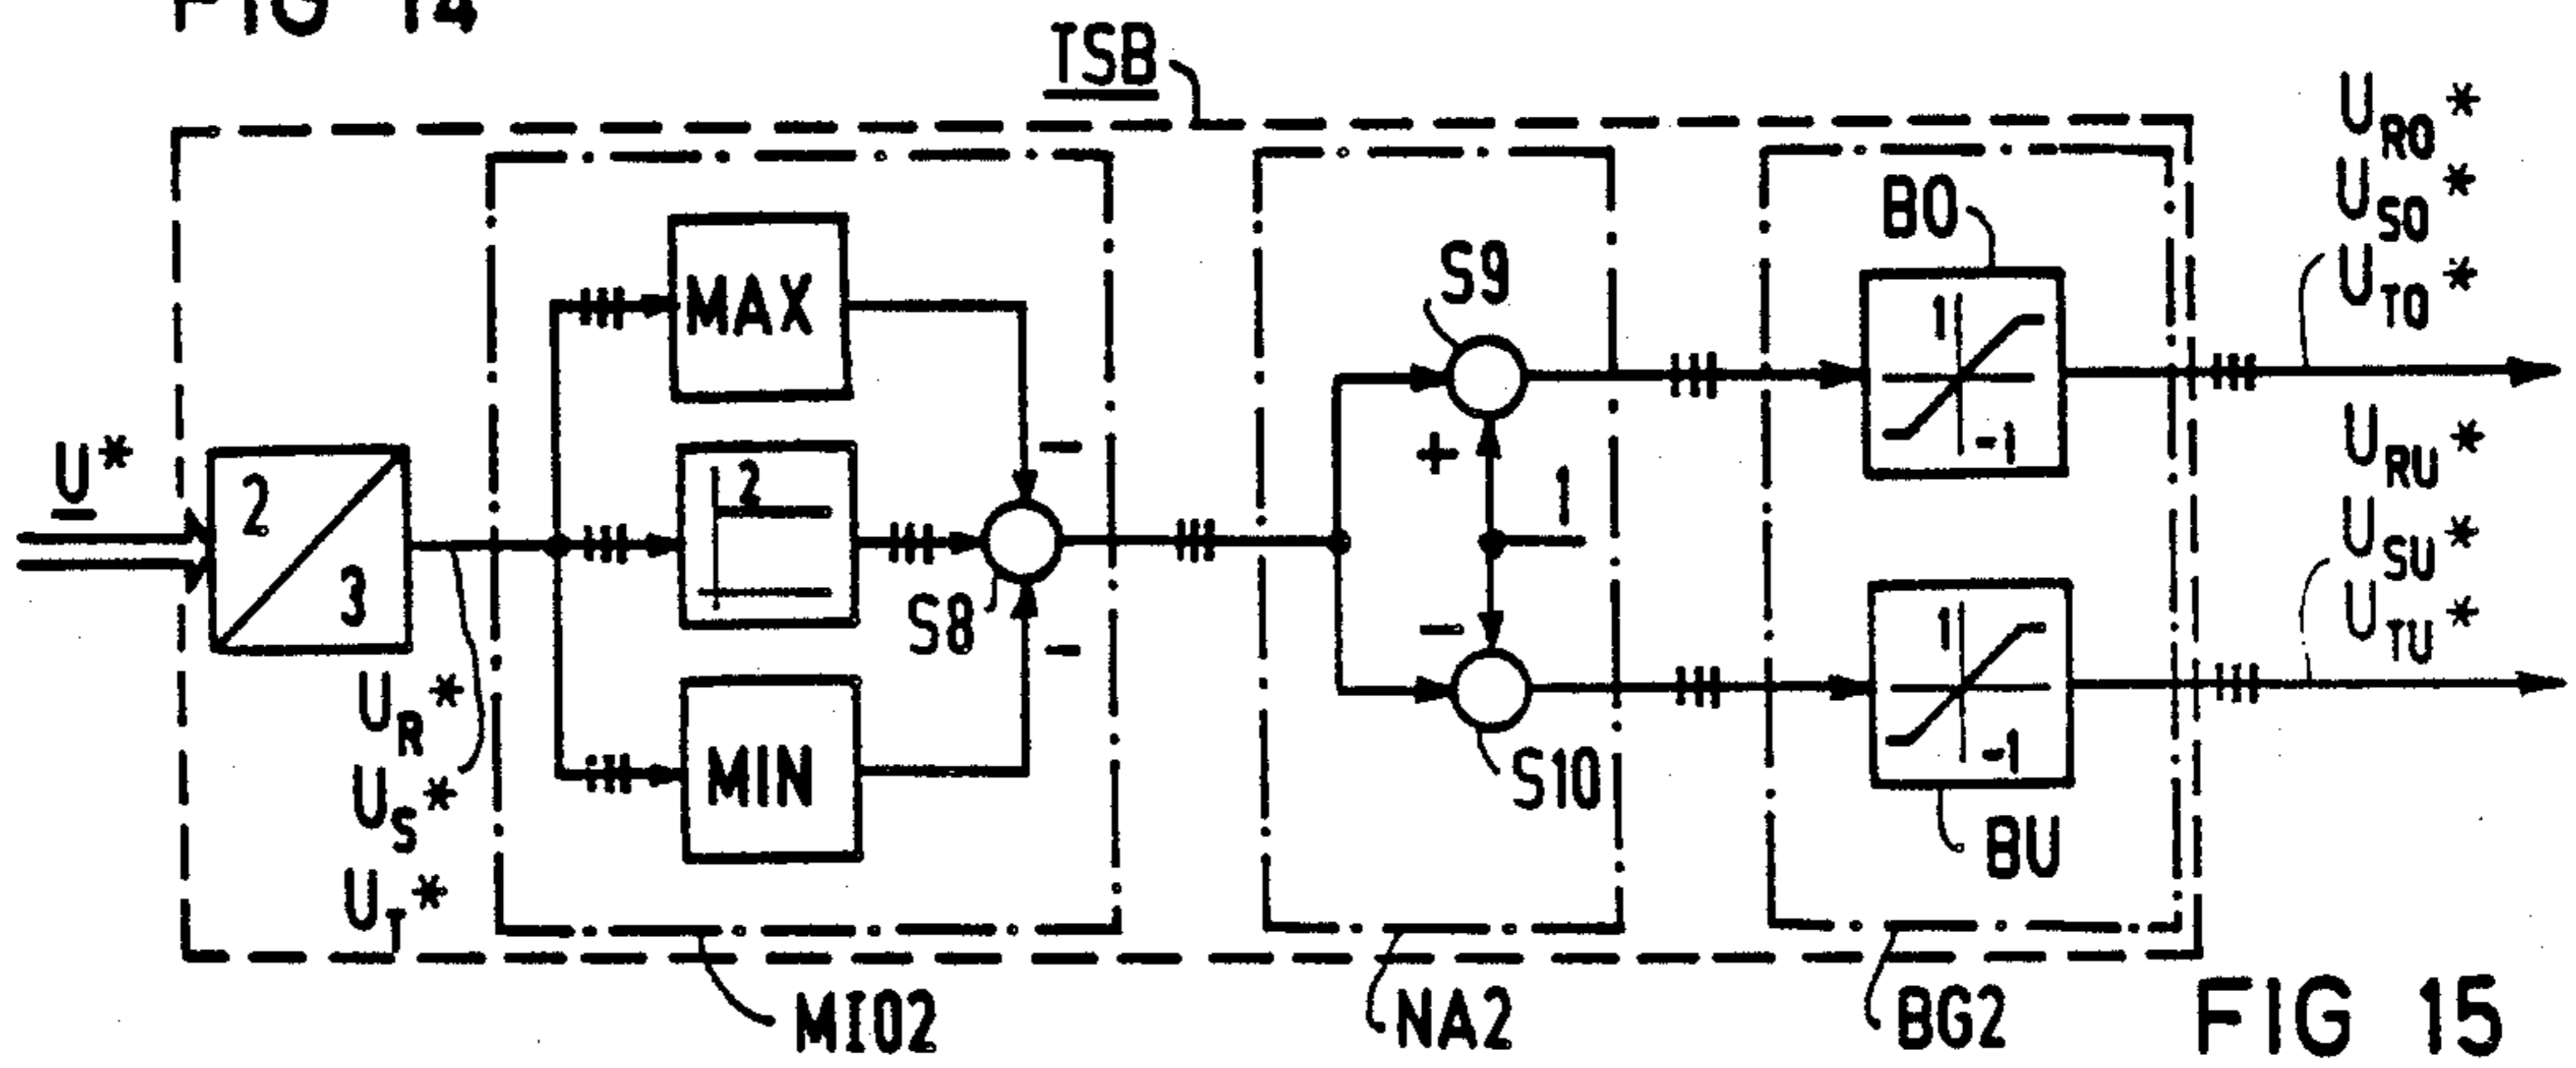 FIG 14
TSB
U_RO*
U_SO*
U_TO*
BO
S9
1
-1
MAX
-
+
U*
2
3
2
S8
1
U_RU*
U_SU*
U_TU*
-
-
1
-1
MIN
S10
BU
U_R*
U_S*
U_T*
MIO2
NA2
BG2
FIG 15